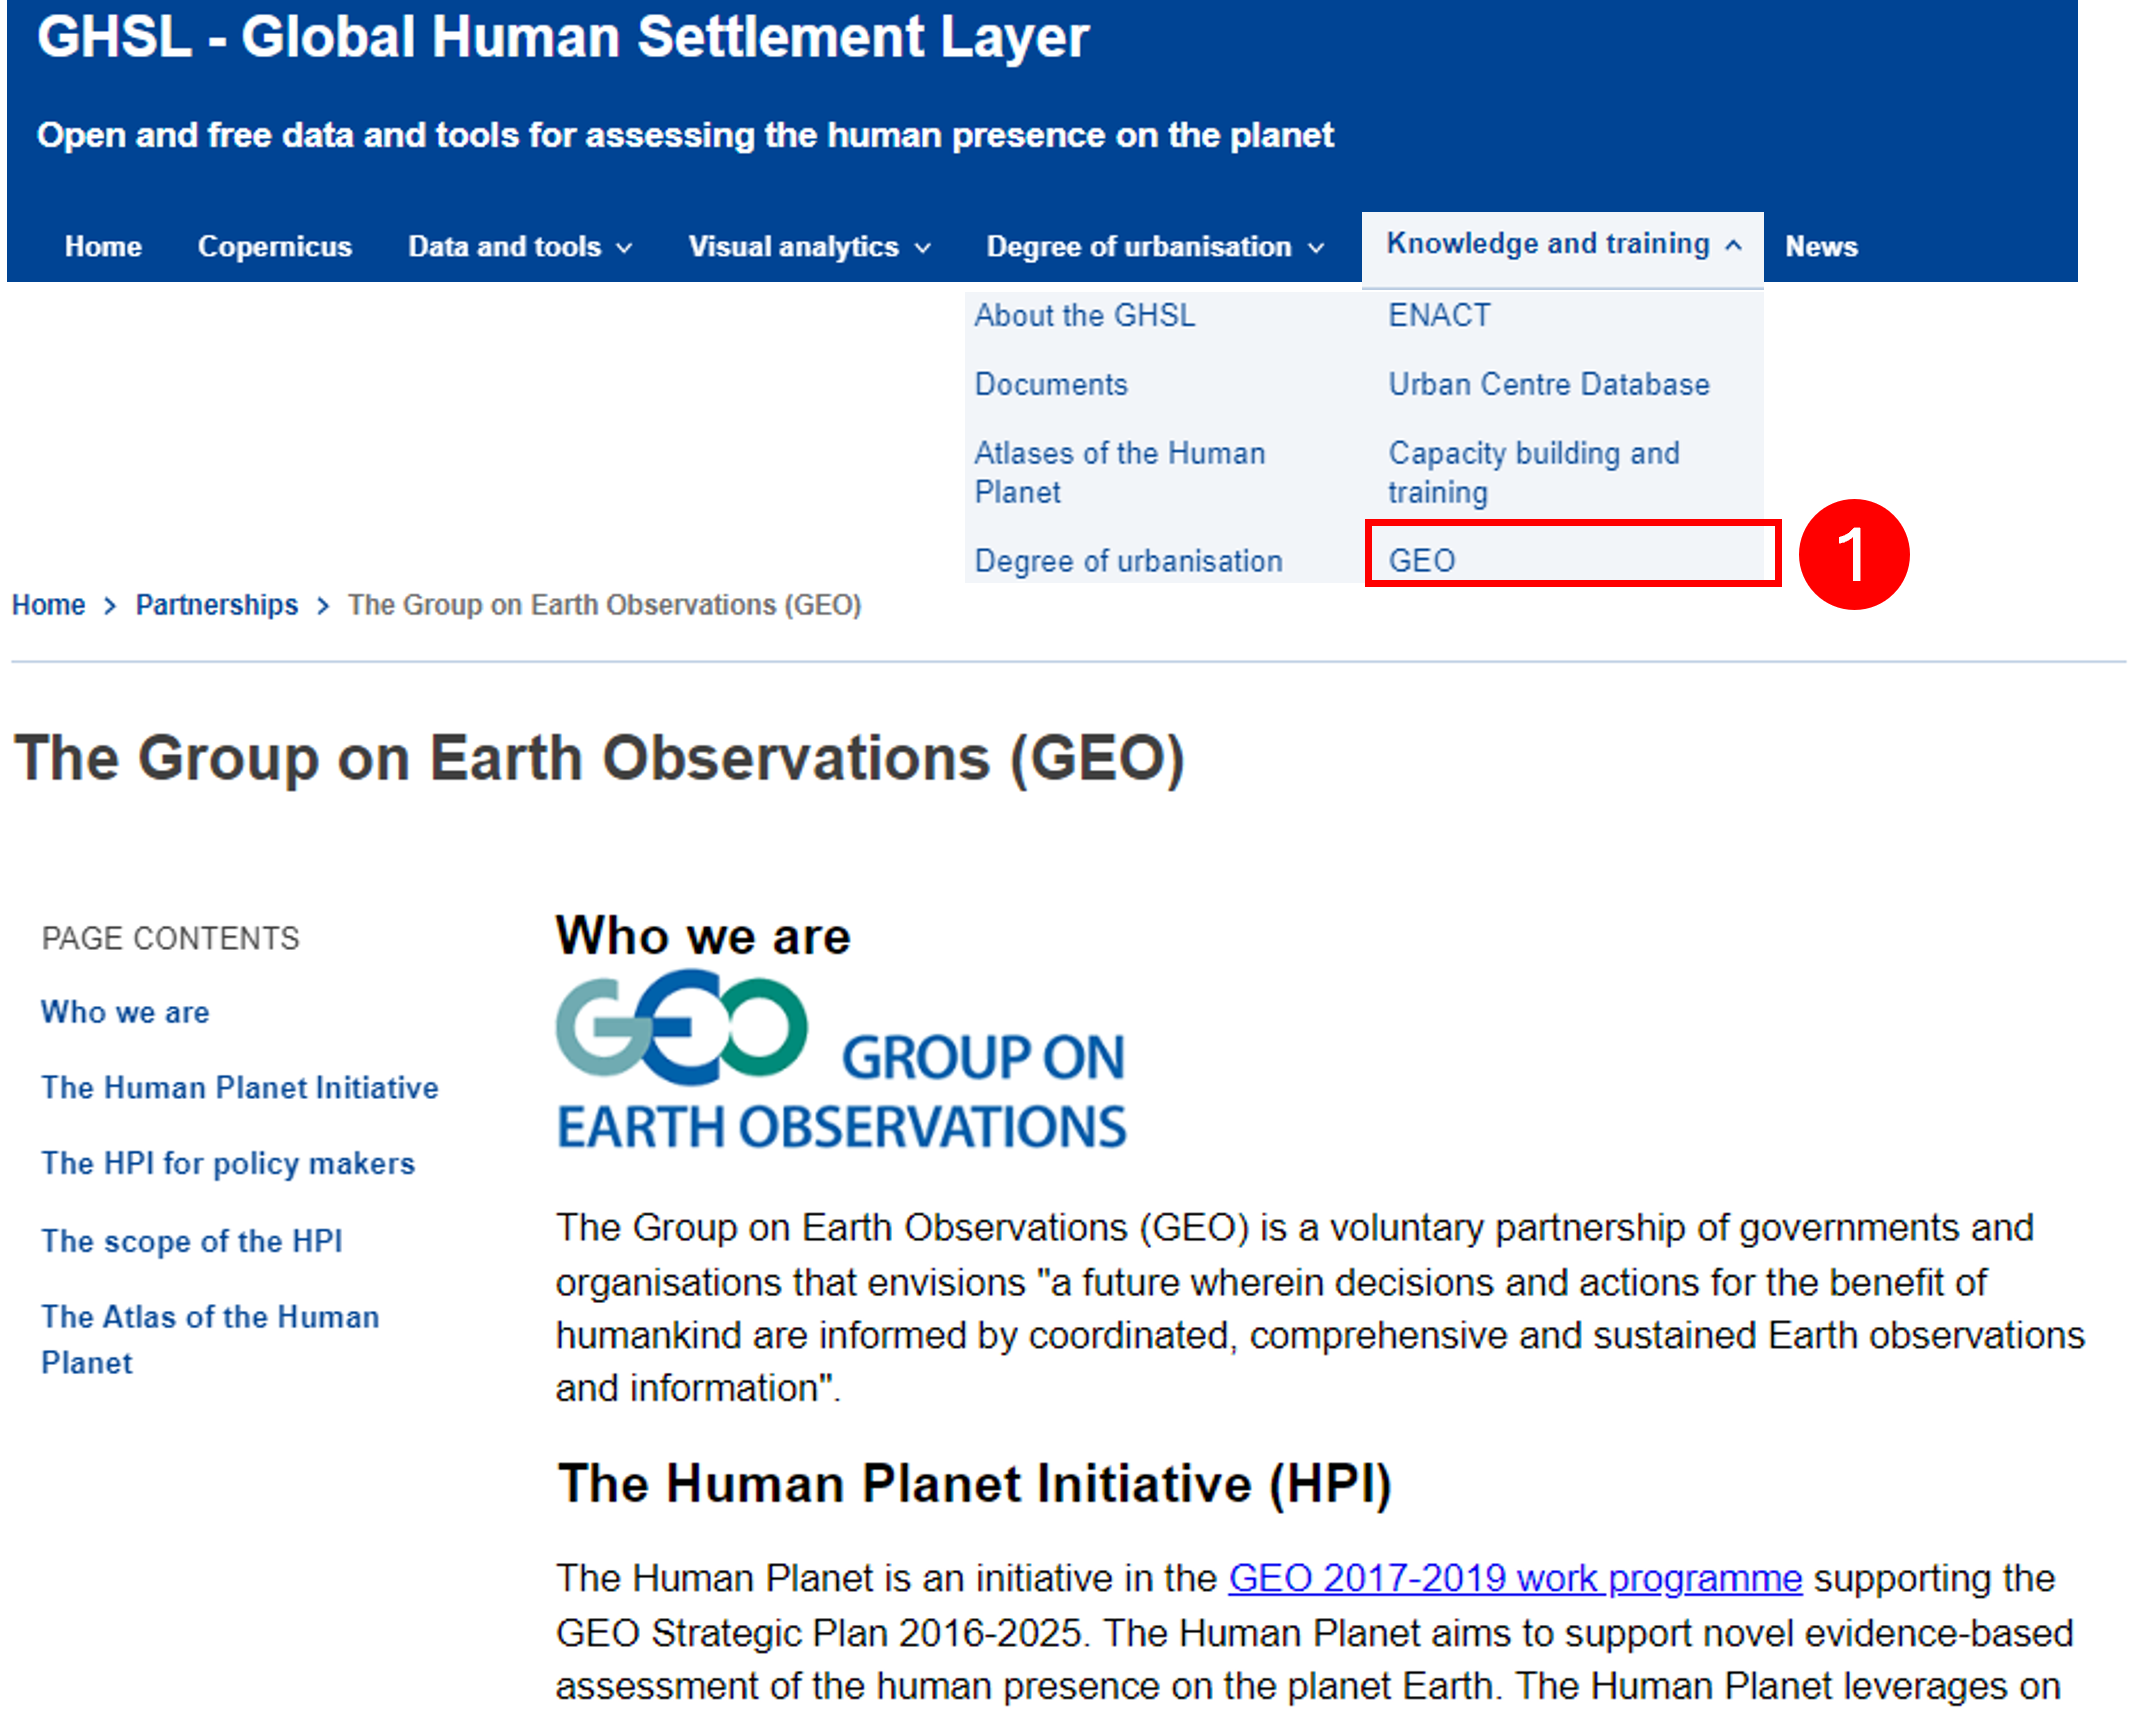 GHSL - Global Human Settlement Layer
Open and free data and tools for assessing the human presence on the planet
Home Copernicus Data and tools Visual analytics Degree of urbanisation Knowledge and training News
About the GHSL
Documents
Atlases of the Human
Planet
Degree of urbanisation
ENACT
Urban Centre Database
Capacity building and
training
GEO
1
Home > Partnerships > The Group on Earth Observations (GEO)
The Group on Earth Observations (GEO)
PAGE CONTENTS
Who we are
The Human Planet Initiative
The HPI for policy makers
The scope of the HPI
The Atlas of the Human
Planet
Who we are
GEO GROUP ON
EARTH OBSERVATIONS
The Group on Earth Observations (GEO) is a voluntary partnership of governments and
organisations that envisions "a future wherein decisions and actions for the benefit of
humankind are informed by coordinated, comprehensive and sustained Earth observations
and information".
The Human Planet Initiative (HPI)
The Human Planet is an initiative in the GEO 2017-2019 work programme supporting the
GEO Strategic Plan 2016-2025. The Human Planet aims to support novel evidence-based
assessment of the human presence on the planet Earth. The Human Planet leverages on